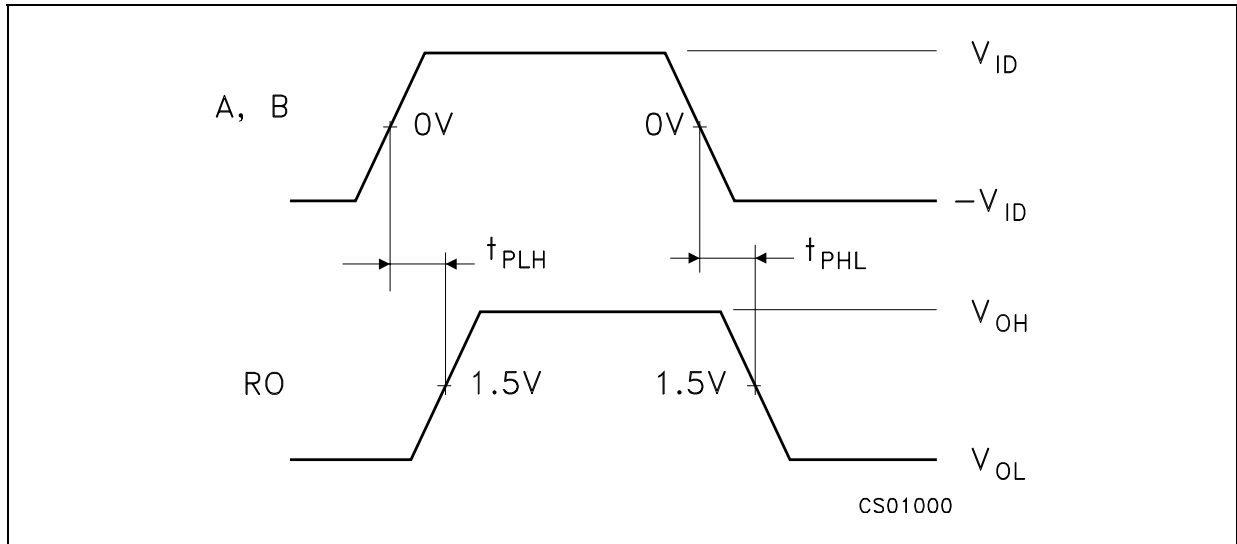 V_ID
A, B
0V 0V
-V_ID
t_PLH t_PHL
V_OH
RO 1.5V 1.5V
V_OL
CS01000